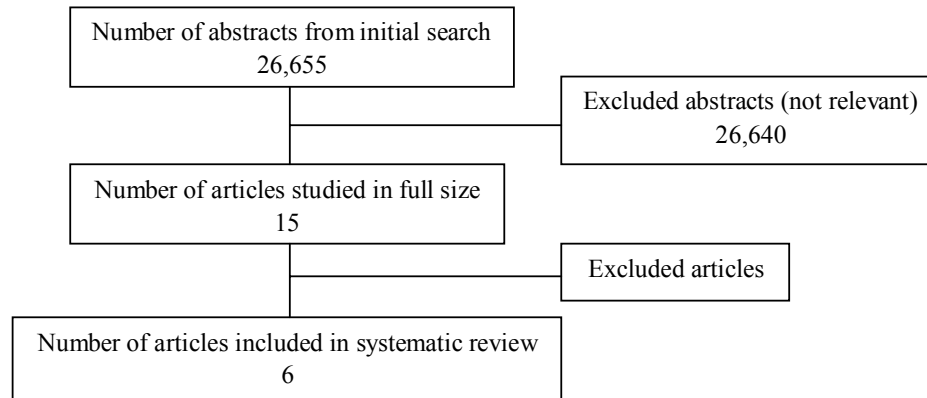 Number of abstracts from initial search
26,655
Excluded abstracts (not relevant)
26,640
Number of articles studied in full size
15
Excluded articles
Number of articles included in systematic review
6